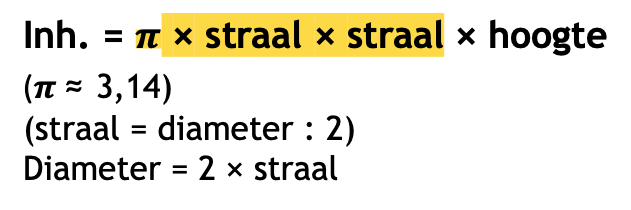 Inh. = π × straal × straal × hoogte
(π ≈ 3,14)
(straal = diameter : 2)
Diameter = 2 × straal